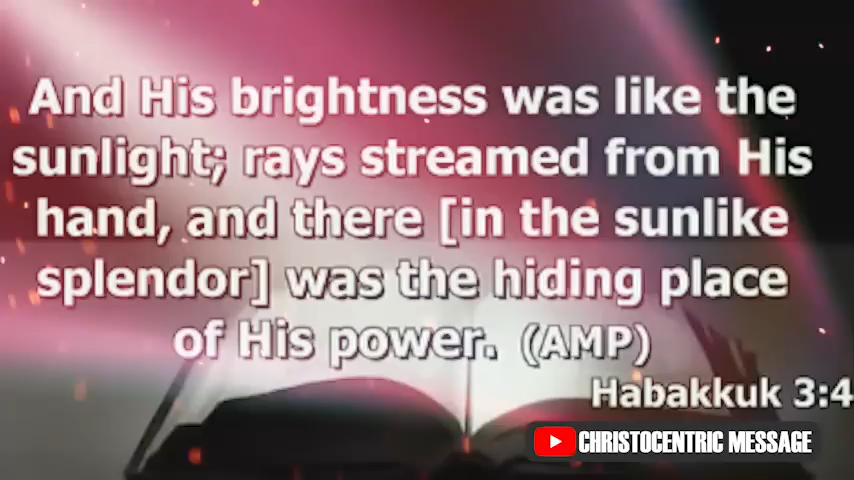 And His brightness was like the
sunlight; rays streamed from His
hand, and there [in the sunlike
splendor] was the hiding place
of His power. (AMP)
Habakkuk 3:4
CHRISTOCENTRIC MESSAGE